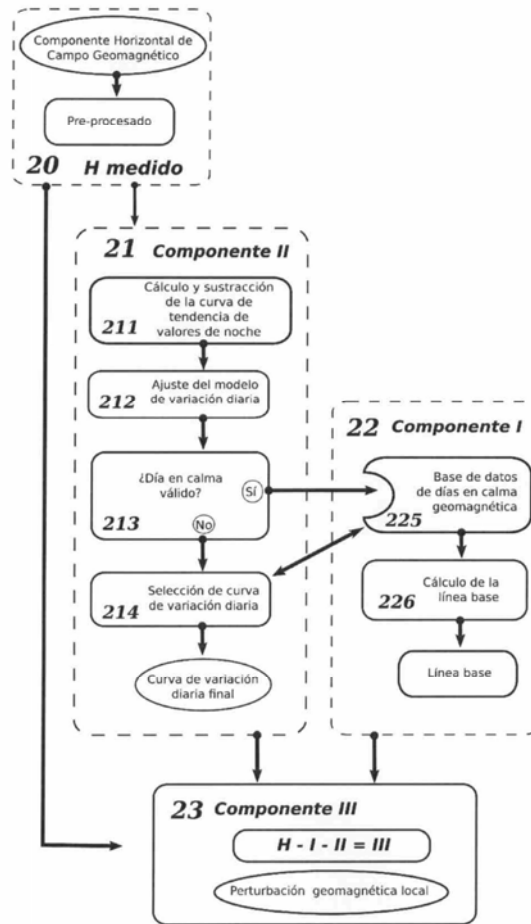 Componente Horizontal de
Campo Geomagnético
Pre-procesado
20 H medido
21 Componente II
Cálculo y sustracción
de la curva de
tendencia de
valores de noche
211
Ajuste del modelo
de variación diaria
212
¿Día en calma
válido?
Sí
No
213
Selección de curva
de variación diaria
214
Curva de variación
diaria final
22 Componente I
Base de datos
de días en calma
geomagnética
225
Cálculo de la
línea base
226
Línea base
23 Componente III
H - I - II = III
Perturbación geomagnética local